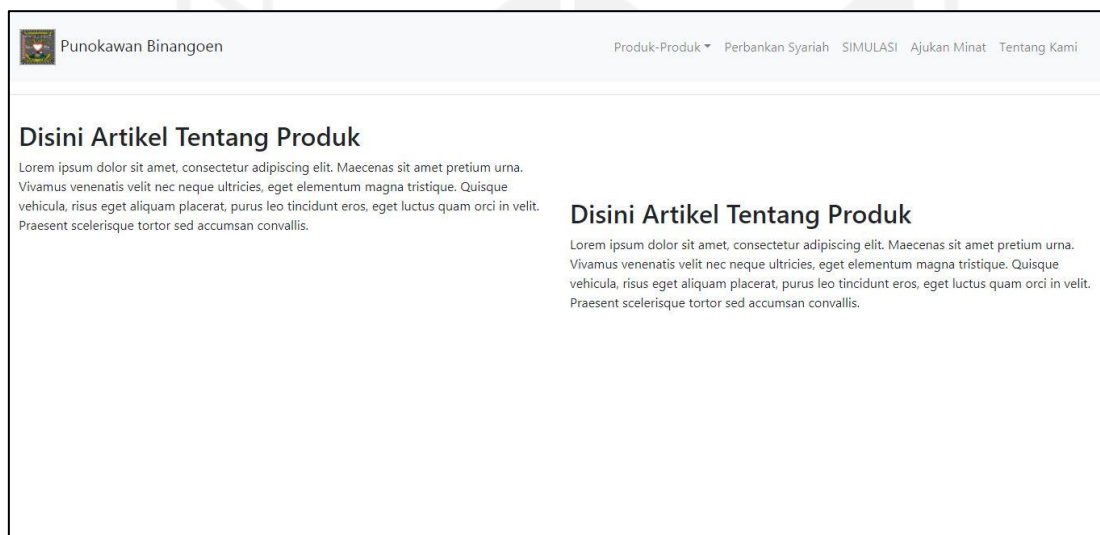 Punokawan Binangoen
Produk-Produk Perbankan Syariah SIMULASI Ajukan Minat Tentang Kami
Disini Artikel Tentang Produk
Lorem ipsum dolor sit amet, consectetur adipiscing elit. Maecenas sit amet pretium urna.
Vivamus venenatis velit nec neque ultricies, eget elementum magna tristique. Quisque
vehicula, risus eget aliquam placerat, purus leo tincidunt eros, eget luctus quam orci in velit.
Praesent scelerisque tortor sed accumsan convallis.
Disini Artikel Tentang Produk
Lorem ipsum dolor sit amet, consectetur adipiscing elit. Maecenas sit amet pretium urna.
Vivamus venenatis velit nec neque ultricies, eget elementum magna tristique. Quisque
vehicula, risus eget aliquam placerat, purus leo tincidunt eros, eget luctus quam orci in velit.
Praesent scelerisque tortor sed accumsan convallis.